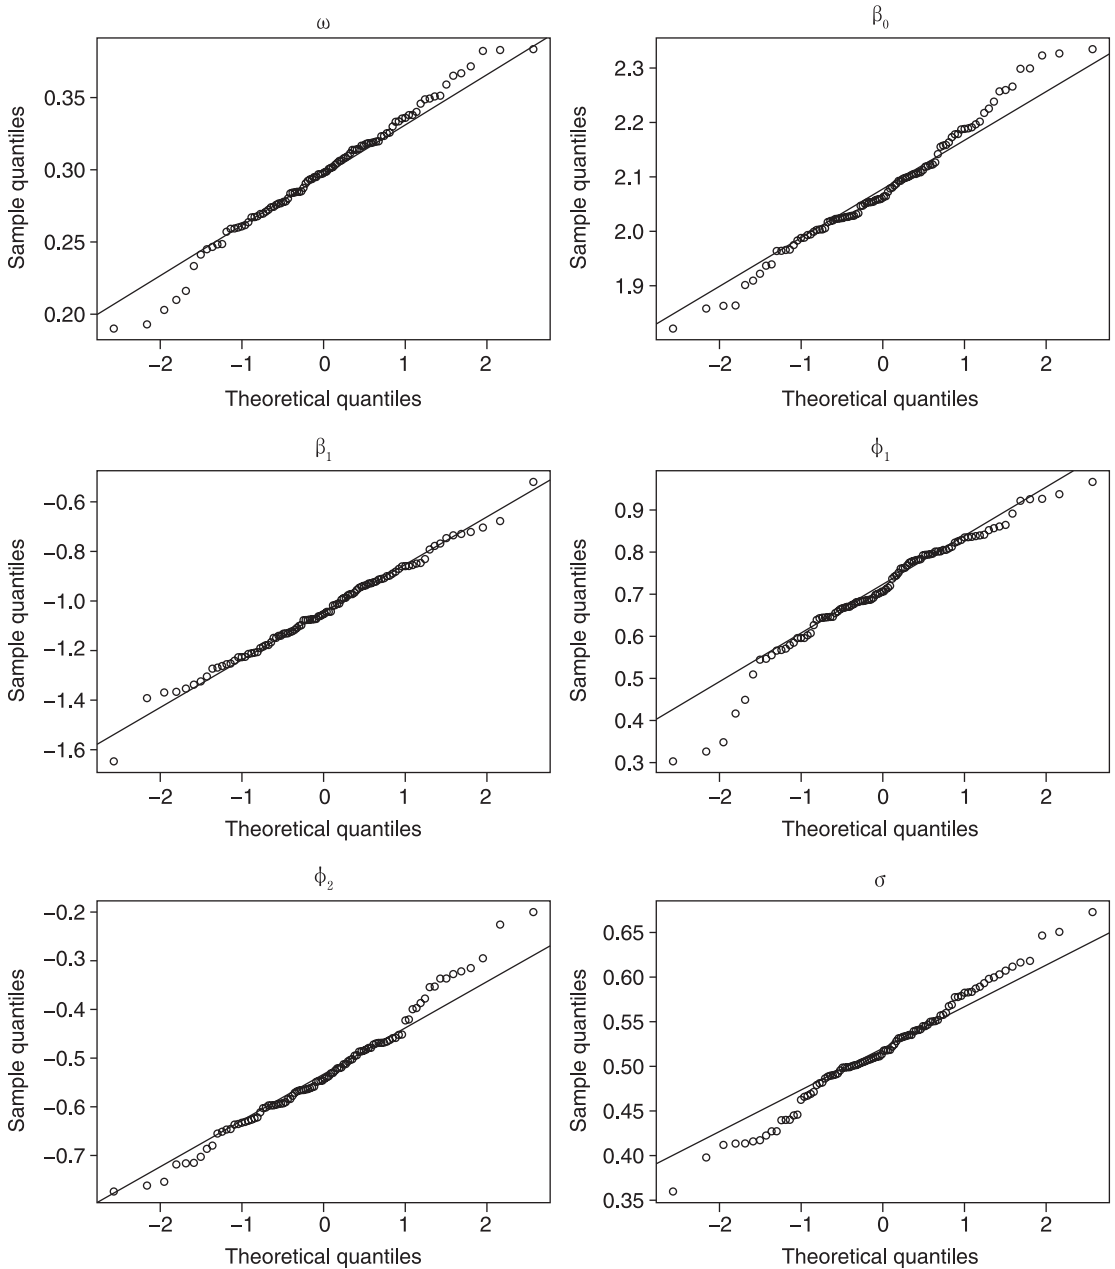 ω
0.35
0.30
0.25
0.20
Sample quantiles
−2 −1 0 1 2
Theoretical quantiles
β₀
2.3
2.2
2.1
2.0
1.9
Sample quantiles
−2 −1 0 1 2
Theoretical quantiles
β₁
−0.6
−0.8
−1.0
−1.2
−1.4
−1.6
Sample quantiles
−2 −1 0 1 2
Theoretical quantiles
ϕ₁
0.9
0.8
0.7
0.6
0.5
0.4
0.3
Sample quantiles
−2 −1 0 1 2
Theoretical quantiles
ϕ₂
−0.2
−0.3
−0.4
−0.5
−0.6
−0.7
Sample quantiles
−2 −1 0 1 2
Theoretical quantiles
σ
0.65
0.60
0.55
0.50
0.45
0.40
0.35
Sample quantiles
−2 −1 0 1 2
Theoretical quantiles